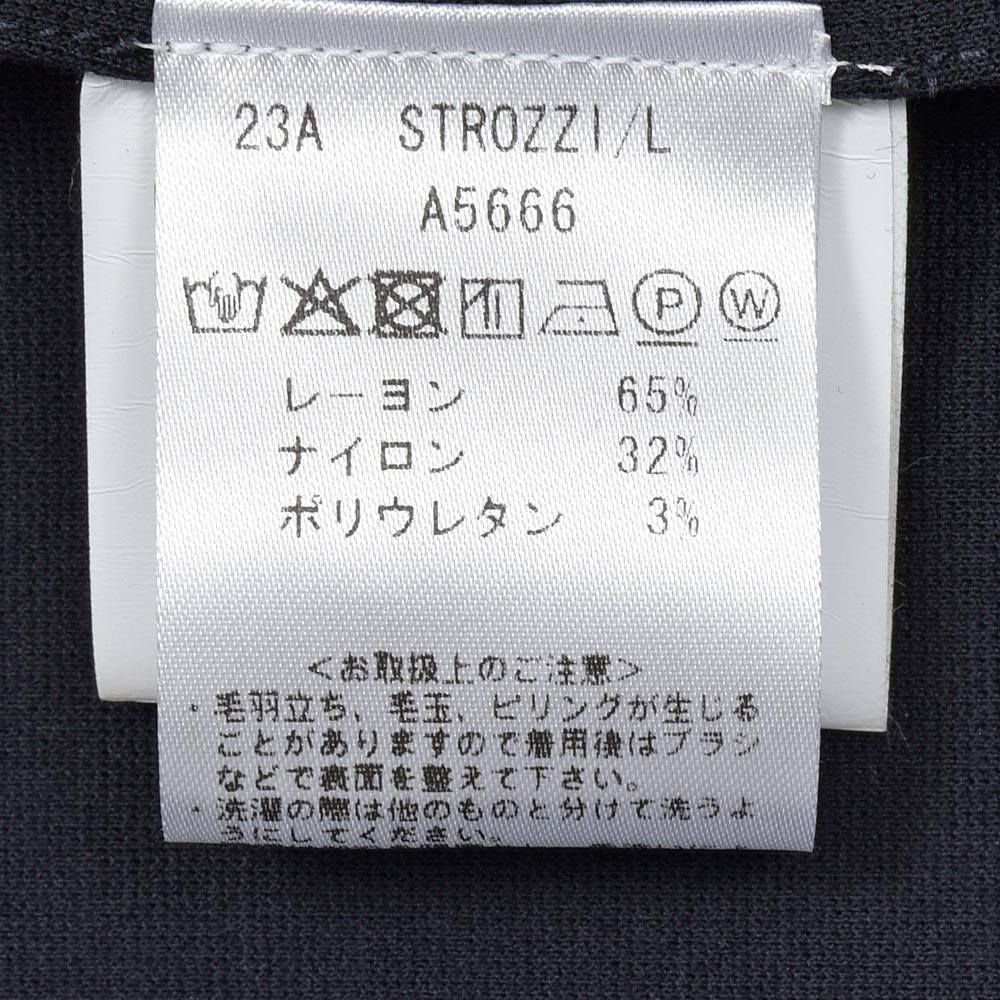 23A STROZZI/L
A5666
P W
レーヨン 65%
ナイロン 32%
ポリウレタン 3%
＜お取扱上のご注意＞
・毛羽立ち、毛玉、ピリングが生じる
ことがありますので着用後はブラシ
などで表面を整えて下さい。
・洗濯の際は他のものと分けて洗うよ
うにしてください。